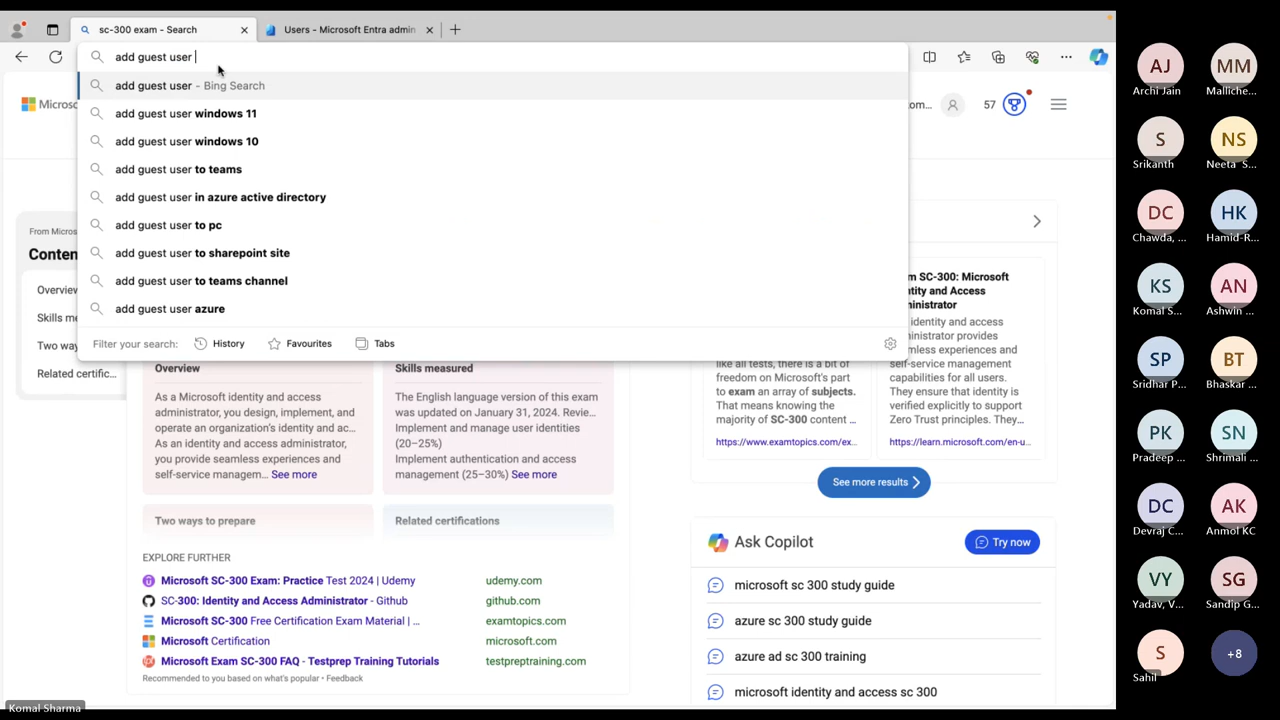 sc-300 exam - Search
Users - Microsoft Entra admin
add guest user
add guest user - Bing Search
add guest user windows 11
add guest user windows 10
add guest user to teams
add guest user in azure active directory
add guest user to pc
add guest user to sharepoint site
add guest user to teams channel
add guest user azure
Filter your search:
History
Favourites
Tabs
Micros
om...
57
From Micros
Conten
Overview
Skills me
Two way
Related certific...
Overview
As a Microsoft identity and access
administrator, you design, implement, and
operate an organization's identity and ac...
As an identity and access administrator,
you provide seamless experiences and
self-service managem... See more
Skills measured
The English language version of this exam
was updated on January 31, 2024. Revie...
Implement and manage user identities
(20–25%)
Implement authentication and access
management (25–30%) See more
Two ways to prepare
Related certifications
EXPLORE FURTHER
Microsoft SC-300 Exam: Practice Test 2024 | Udemy
udemy.com
SC-300: Identity and Access Administrator - Github
github.com
Microsoft SC-300 Free Certification Exam Material | ...
examtopics.com
Microsoft Certification
microsoft.com
Microsoft Exam SC-300 FAQ - Testprep Training Tutorials
testpreptraining.com
Recommended to you based on what's popular • Feedback
like all tests, there is a bit of
freedom on Microsoft's part
to exam an array of subjects.
That means knowing the
majority of SC-300 content ...
https://www.examtopics.com/ex...
m SC-300: Microsoft
ntity and Access
ministrator
identity and access
administrator provides
mless experiences and
self-service management
capabilities for all users.
They ensure that identity is
verified explicitly to support
Zero Trust principles. They...
https://learn.microsoft.com/en-u...
See more results
Ask Copilot
Try now
microsoft sc 300 study guide
azure sc 300 study guide
azure ad sc 300 training
microsoft identity and access sc 300
Komal Sharma
AJ
Archi Jain
MM
Malliche...
S
Srikanth
NS
Neeta S...
DC
Chawda, ...
HK
Hamid-R...
KS
Komal S...
AN
Ashwin ...
SP
Sridhar P...
BT
Bhaskar ...
PK
Pradeep ...
SN
Shrimali ...
DC
Devraj C...
AK
Anmol KC
VY
Yadav, V...
SG
Sandip G...
S
Sahil
+8